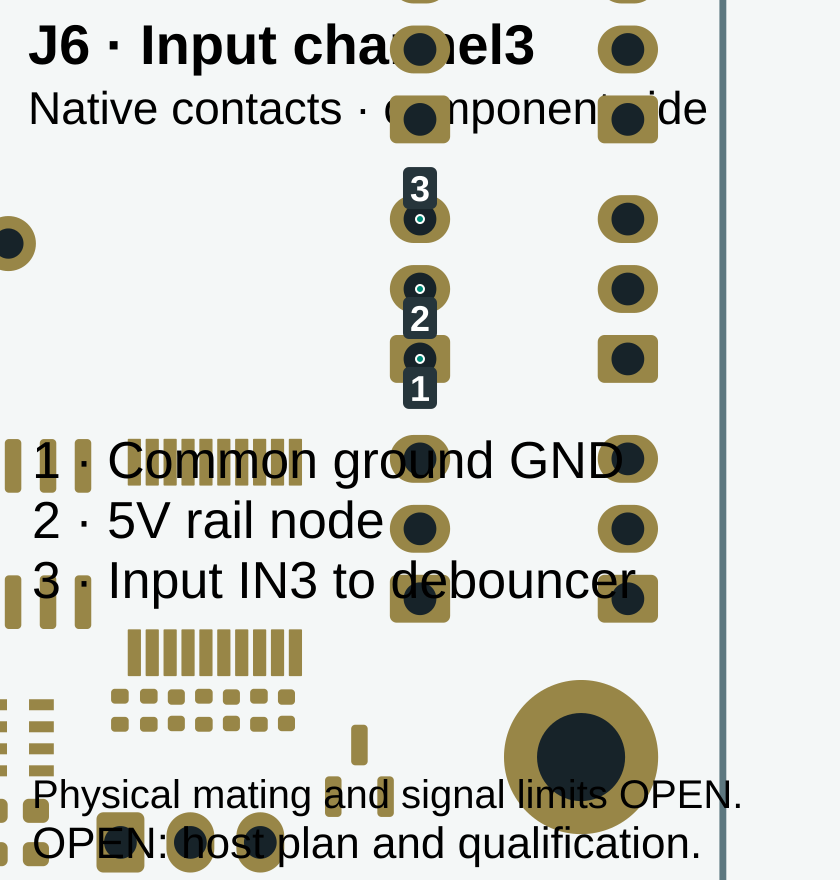 J6 · Input channel3
Native contacts · component side
3
2
1
1 · Common ground GND
2 · 5V rail node
3 · Input IN3 to debouncer
Physical mating and signal limits OPEN.
OPEN: host plan and qualification.